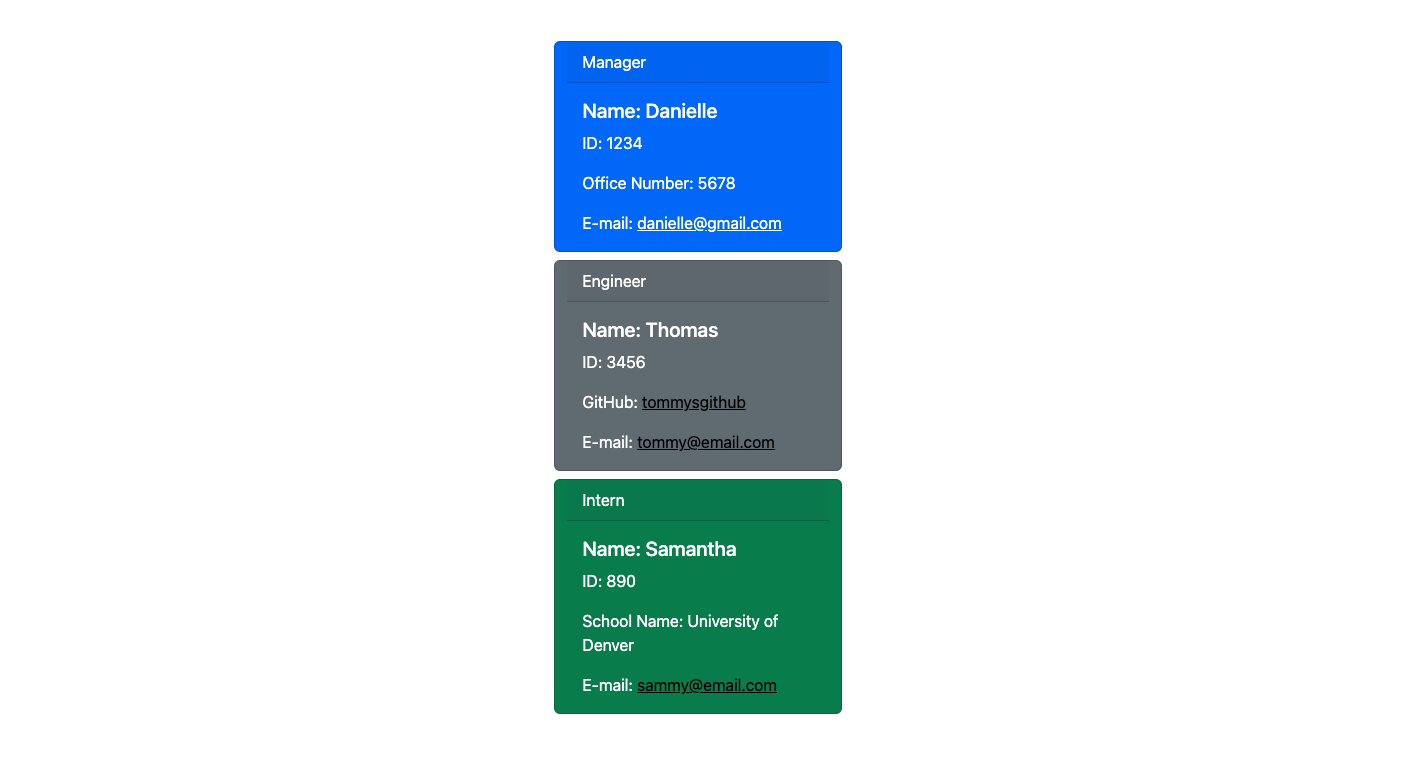 Manager
Name: Danielle
ID: 1234
Office Number: 5678
E-mail: danielle@gmail.com
Engineer
Name: Thomas
ID: 3456
GitHub: tommysgithub
E-mail: tommy@email.com
Intern
Name: Samantha
ID: 890
School Name: University of
Denver
E-mail: sammy@email.com